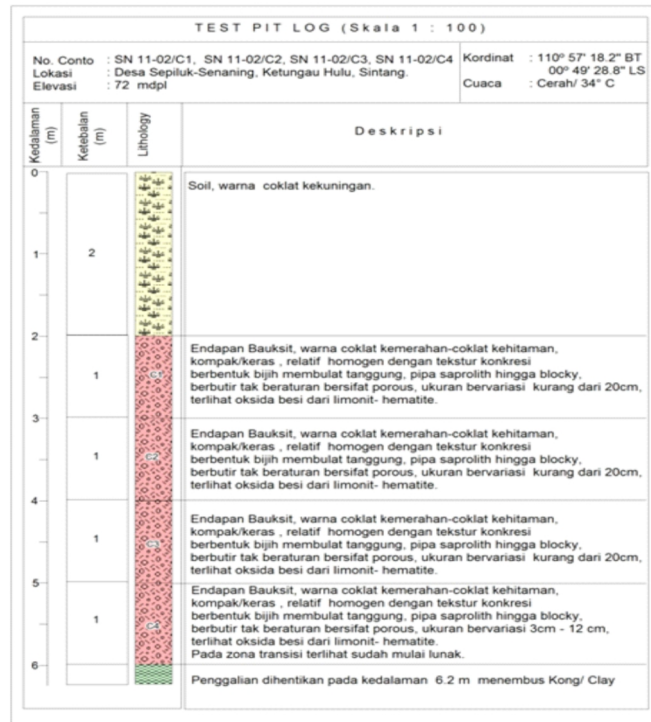 TEST PIT LOG (Skala 1 : 100)
No. Conto : SN 11-02/C1, SN 11-02/C2, SN 11-02/C3, SN 11-02/C4
Lokasi : Desa Sepiluk-Senaning, Ketungau Hulu, Sintang.
Elevasi : 72 mdpl
Kordinat : 110º 57' 18.2" BT
00º 49' 28.8" LS
Cuaca : Cerah/ 34° C
Kedalaman (m)
Ketebalan (m)
Lithology
Deskripsi
0
Soil, warna coklat kekuningan.
1
2
2
Endapan Bauksit, warna coklat kemerahan-coklat kehitaman,
kompak/keras , relatif homogen dengan tekstur konkresi
berbentuk bijih membulat tanggung, pipa saprolith hingga blocky,
berbutir tak beraturan bersifat porous, ukuran bervariasi kurang dari 20cm,
terlihat oksida besi dari limonit- hematite.
1
C1
3
Endapan Bauksit, warna coklat kemerahan-coklat kehitaman,
kompak/keras , relatif homogen dengan tekstur konkresi
berbentuk bijih membulat tanggung, pipa saprolith hingga blocky,
berbutir tak beraturan bersifat porous, ukuran bervariasi kurang dari 20cm,
terlihat oksida besi dari limonit- hematite.
1
C2
4
Endapan Bauksit, warna coklat kemerahan-coklat kehitaman,
kompak/keras , relatif homogen dengan tekstur konkresi
berbentuk bijih membulat tanggung, pipa saprolith hingga blocky,
berbutir tak beraturan bersifat porous, ukuran bervariasi kurang dari 20cm,
terlihat oksida besi dari limonit- hematite.
1
C3
5
Endapan Bauksit, warna coklat kemerahan-coklat kehitaman,
kompak/keras , relatif homogen dengan tekstur konkresi
berbentuk bijih membulat tanggung, pipa saprolith hingga blocky,
berbutir tak beraturan bersifat porous, ukuran bervariasi 3cm - 12 cm,
terlihat oksida besi dari limonit- hematite.
Pada zona transisi terlihat sudah mulai lunak.
1
C4
6
Penggalian dihentikan pada kedalaman 6.2 m menembus Kong/ Clay